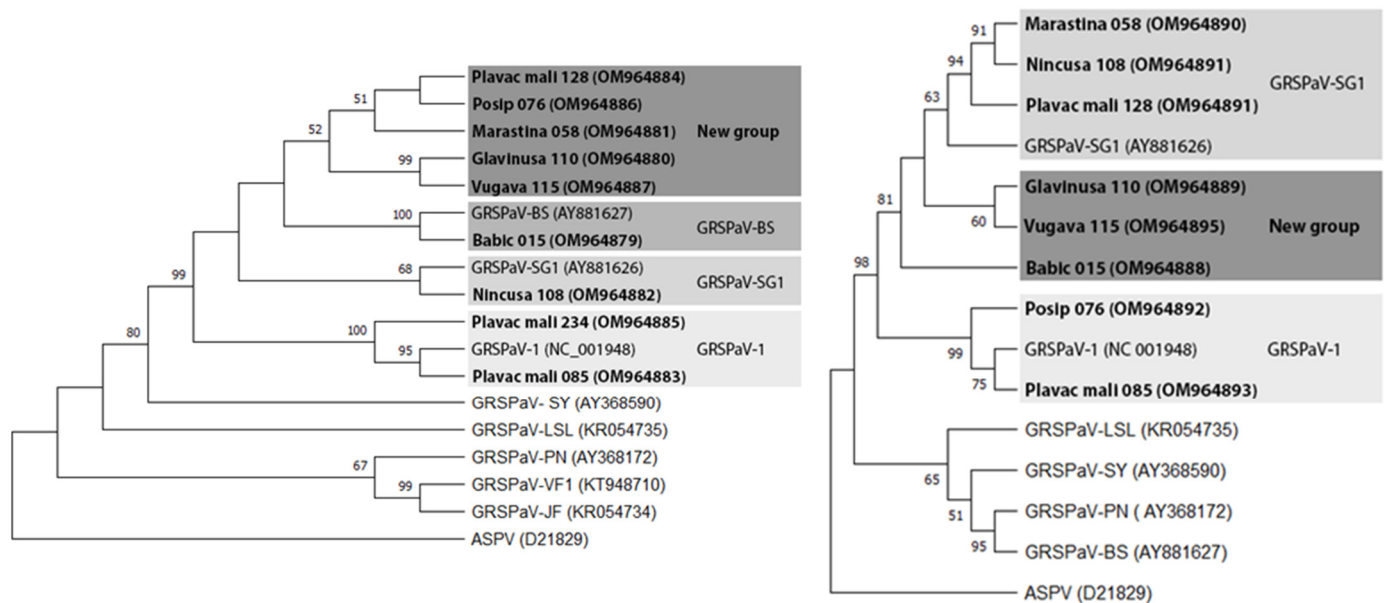 Plavac mali 128 (OM964884)
51
Posip 076 (OM964886)
52
Marastina 058 (OM964881) New group
99
Glavinusa 110 (OM964880)
Vugava 115 (OM964887)
100
GRSPaV-BS (AY881627)
GRSPaV-BS
Babic 015 (OM964879)
68
GRSPaV-SG1 (AY881626)
GRSPaV-SG1
99
Nincusa 108 (OM964882)
Plavac mali 234 (OM964885)
100
80
GRSPaV-1 (NC_001948) GRSPaV-1
95
Plavac mali 085 (OM964883)
GRSPaV- SY (AY368590)
GRSPaV-LSL (KR054735)
67
GRSPaV-PN (AY368172)
99
GRSPaV-VF1 (KT948710)
GRSPaV-JF (KR054734)
ASPV (D21829)
91
Marastina 058 (OM964890)
94
Nincusa 108 (OM964891)
GRSPaV-SG1
63
Plavac mali 128 (OM964891)
GRSPaV-SG1 (AY881626)
81
Glavinusa 110 (OM964889)
60
Vugava 115 (OM964895) New group
98
Babic 015 (OM964888)
Posip 076 (OM964892)
99
GRSPaV-1 (NC 001948) GRSPaV-1
75
Plavac mali 085 (OM964893)
GRSPaV-LSL (KR054735)
65
GRSPaV-SY (AY368590)
51
GRSPaV-PN ( AY368172)
95
GRSPaV-BS (AY881627)
ASPV (D21829)